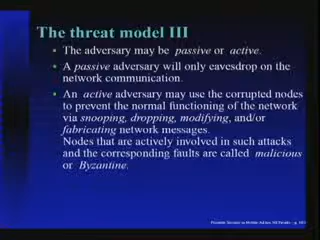 The threat model III
• The adversary may be passive or active.
• A passive adversary will only eavesdrop on the
network communication.
• An active adversary may use the corrupted nodes
to prevent the normal functioning of the network
via snooping, dropping, modifying, and/or
fabricating network messages.
Nodes that are actively involved in such attacks
and the corresponding faults are called malicious
or Byzantine.